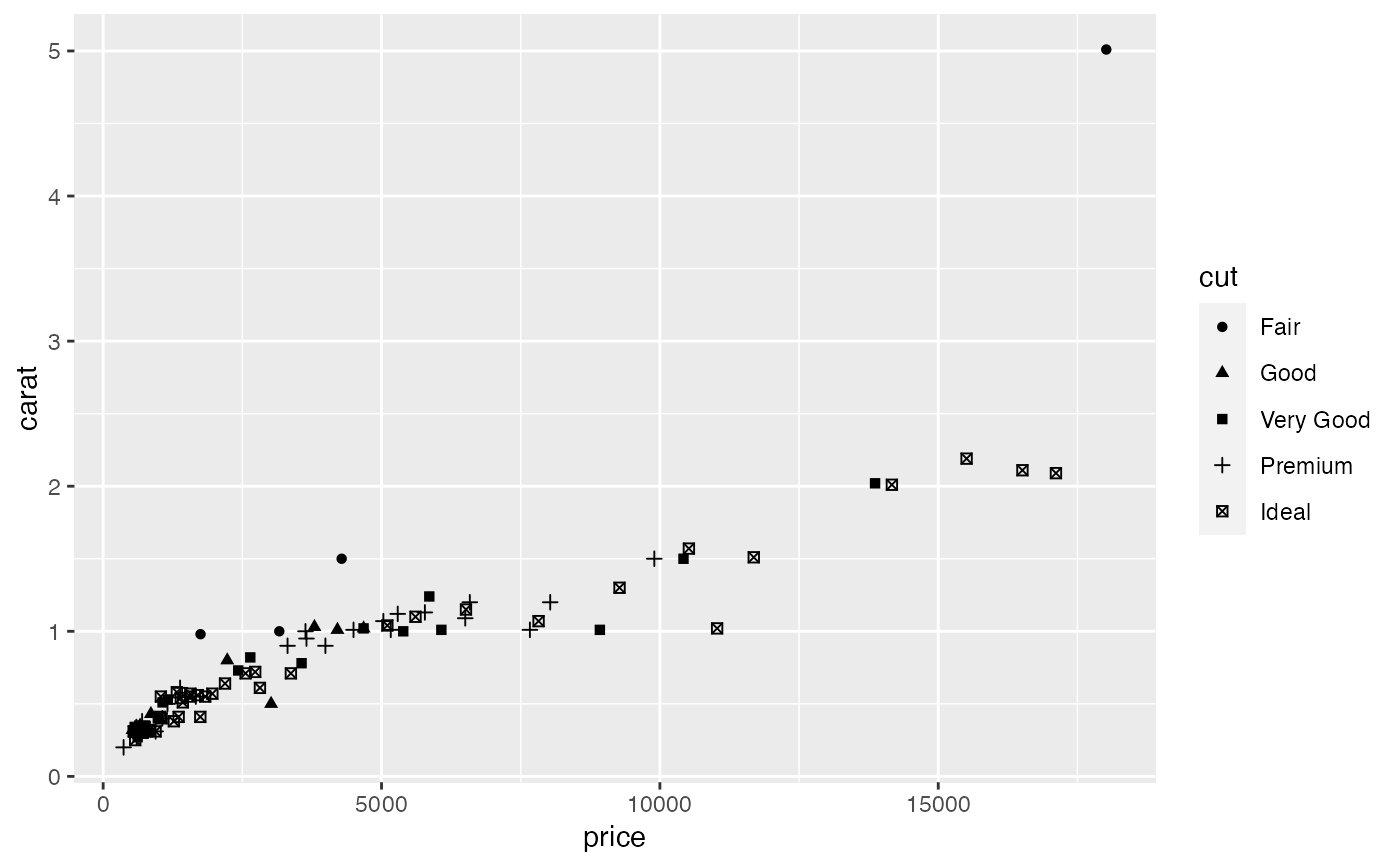 5
4
3
2
1
0
carat
0 5000 10000 15000
price
cut
Fair
Good
Very Good
Premium
Ideal